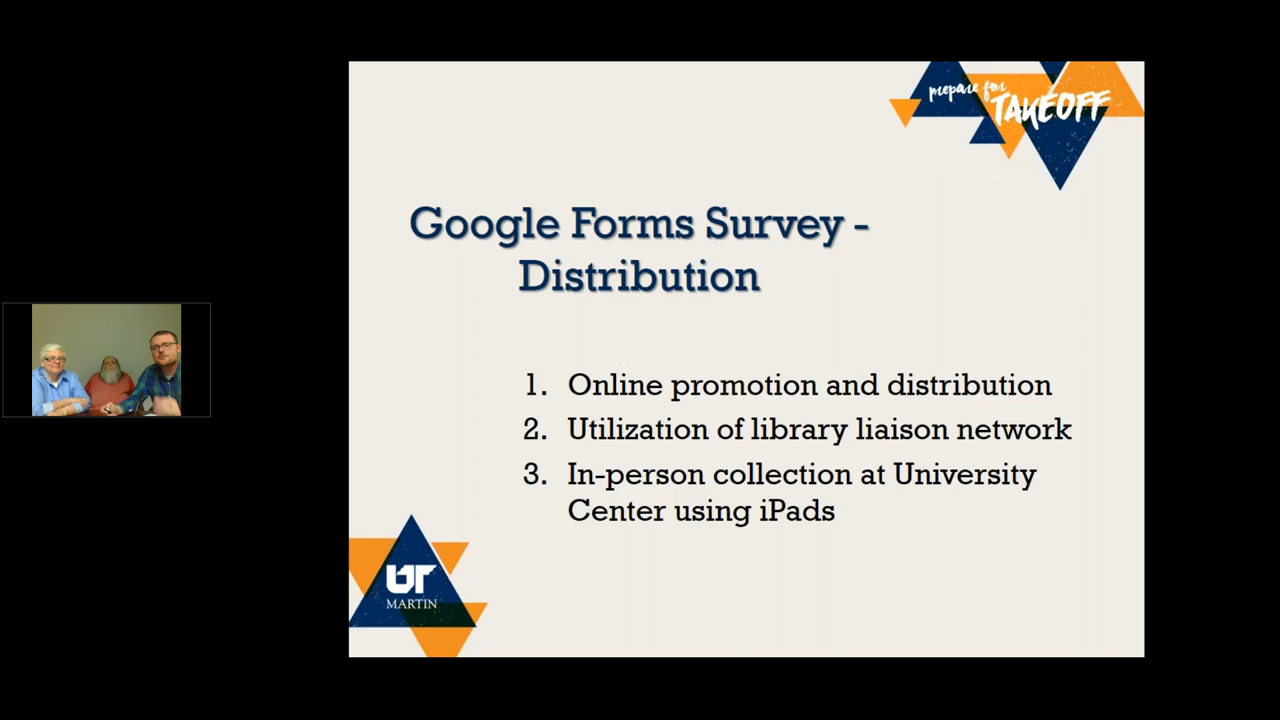 prepare for
TAKEOFF
Google Forms Survey -
Distribution
1. Online promotion and distribution
2. Utilization of library liaison network
3. In-person collection at University
Center using iPads
UT
MARTIN